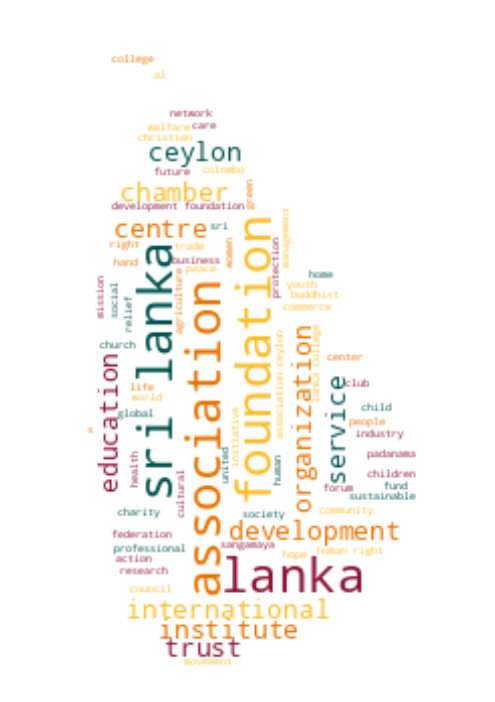 college
al
network
welfare care
christian
ceylon
future colombo
chamber green
development foundation
centre sri
right trade women management
hand business protection
peace
sri lanka
association
foundation
home
youth
buddhist
commerce
mission social relief
agriculture
church
education
association ceylon
organization
lanka college
center
service
club
life
world
global
child
people
industry
a
health
cultural
united
initiative
human
padanama
children
forum fund
sustainable
charity
society
community
development
federation
sangamaya
professional
hope human right
action
research
lanka
council
international
institute
trust
movement